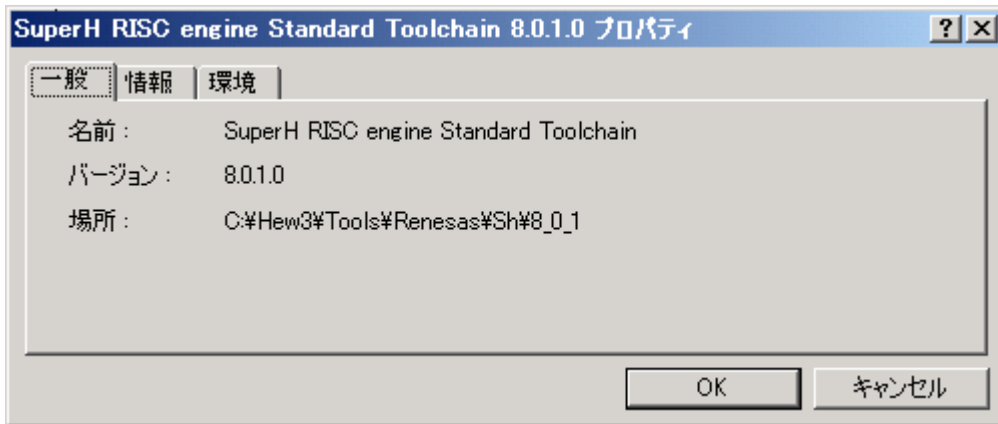 SuperH RISC engine Standard Toolchain 8.0.1.0 プロパティ
一般 情報 環境
名前 : SuperH RISC engine Standard Toolchain
バージョン : 8.0.1.0
場所 : C:¥Hew3¥Tools¥Renesas¥Sh¥8_0_1
OK キャンセル